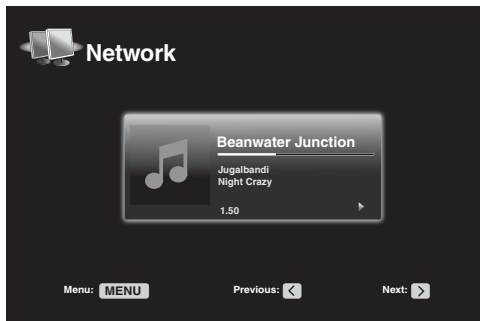 Network
Beanwater Junction
Jugalbandi
Night Crazy
1.50
Menu: MENU Previous: < Next: >